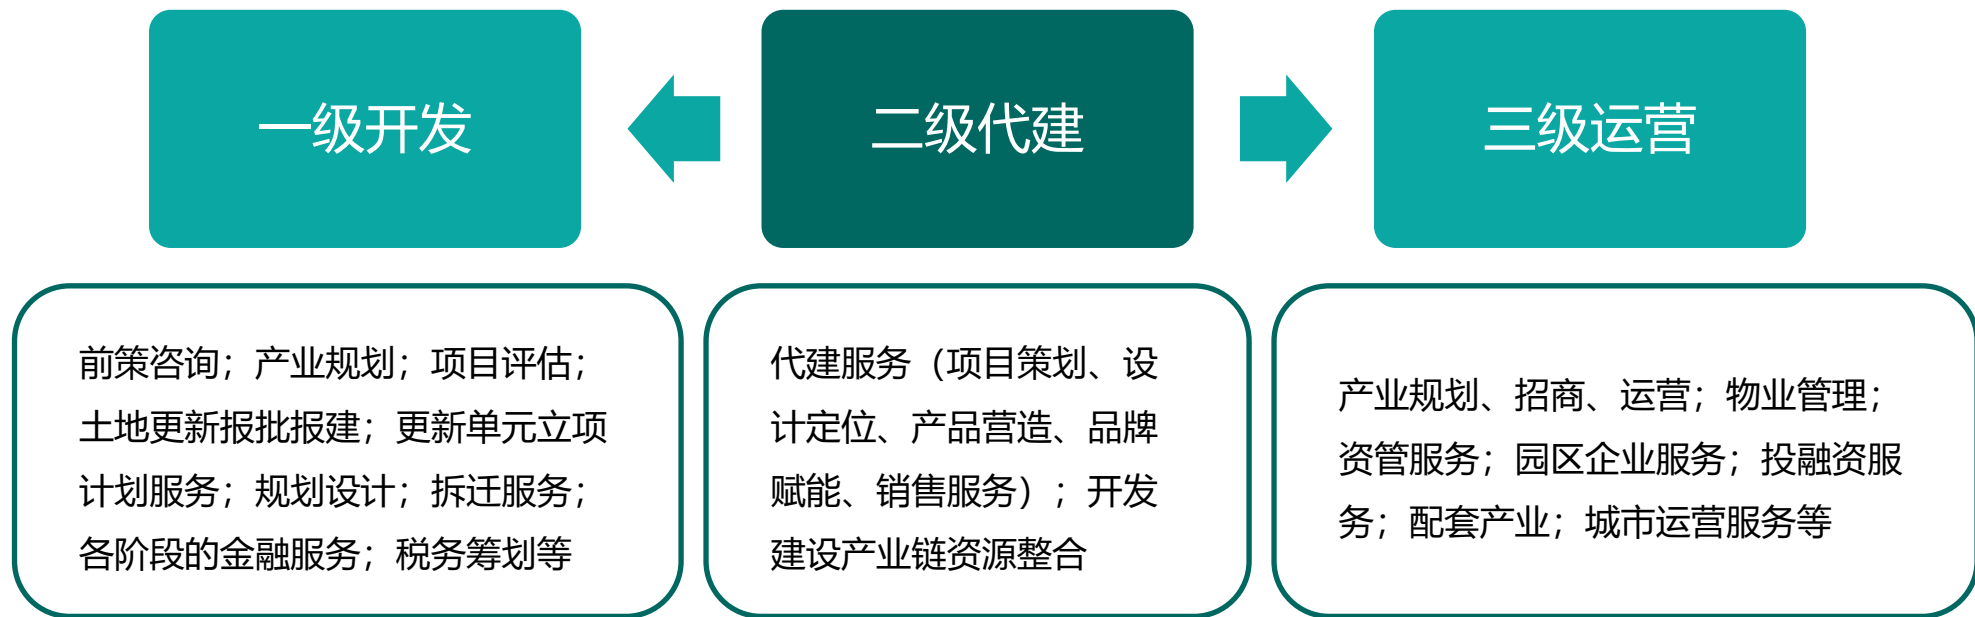 一级开发
二级代建
三级运营
前策咨询；产业规划；项目评估；
土地更新报批报建；更新单元立项
计划服务；规划设计；拆迁服务；
各阶段的金融服务；税务筹划等
代建服务（项目策划、设
计定位、产品营造、品牌
赋能、销售服务）；开发
建设产业链资源整合
产业规划、招商、运营；物业管理；
资管服务；园区企业服务；投融资服
务；配套产业；城市运营服务等